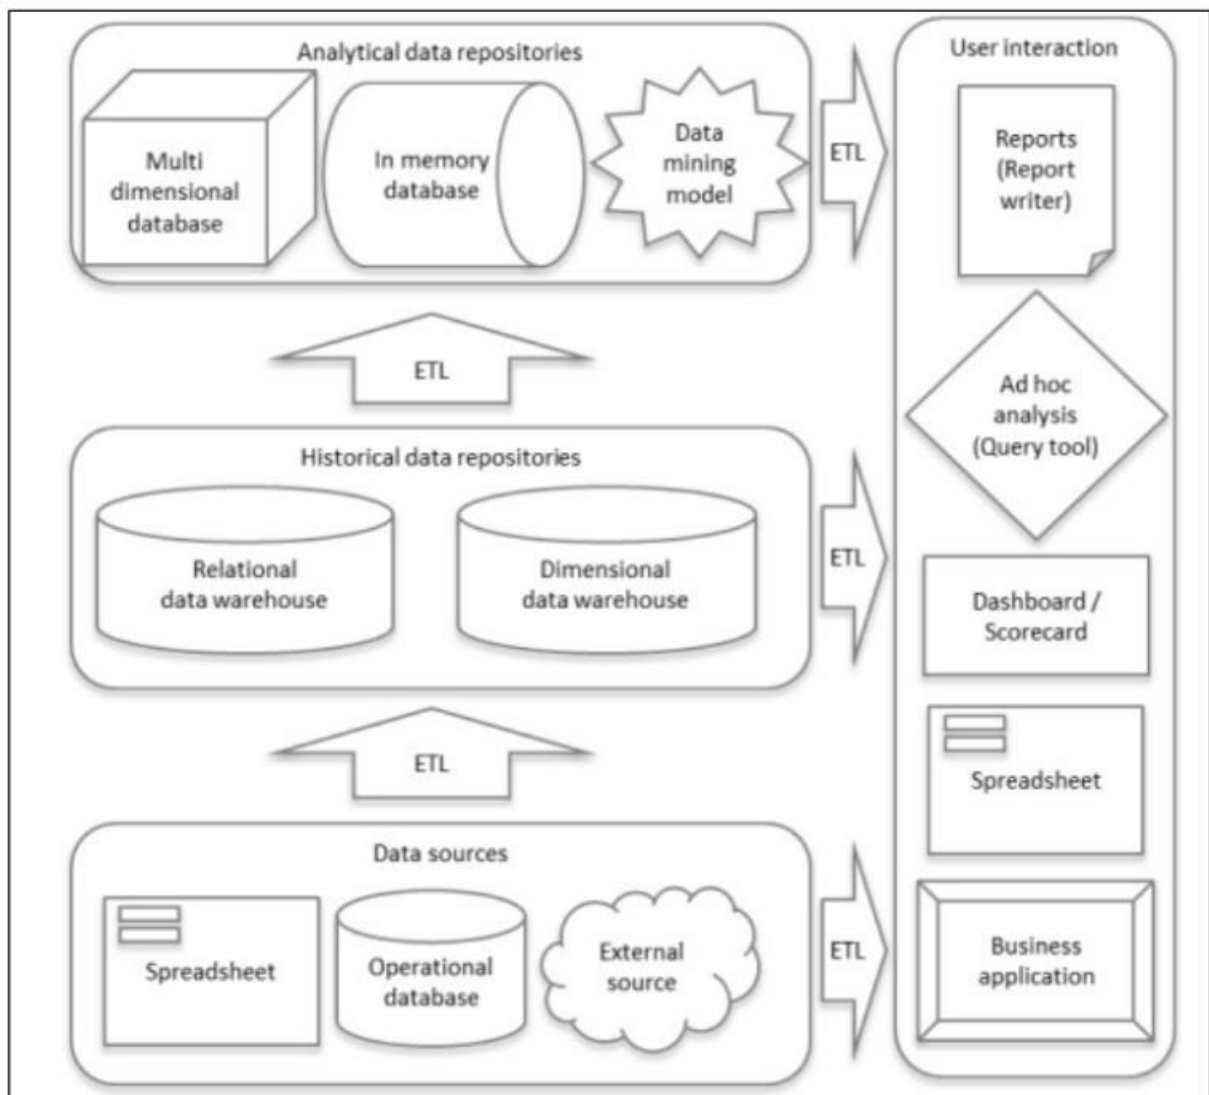 Analytical data repositories
Multi
dimensional
database
In memory
database
Data
mining
model
ETL
User interaction
Reports
(Report
writer)
ETL
Ad hoc
analysis
(Query tool)
Historical data repositories
Relational
data warehouse
Dimensional
data warehouse
ETL
Dashboard /
Scorecard
ETL
Spreadsheet
Data sources
Spreadsheet
Operational
database
External
source
ETL
Business
application